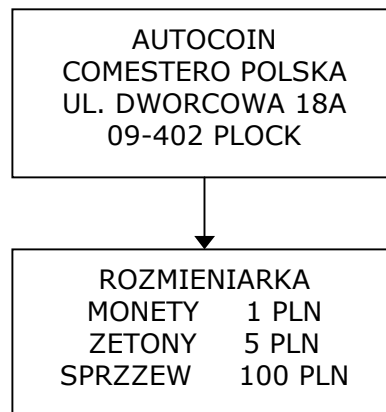 AUTOCOIN
COMESTERO POLSKA
UL. DWORCOWA 18A
09-402 PLOCK
ROZMIENIARKA
MONETY 1 PLN
ZETONY 5 PLN
SPRZZEW 100 PLN